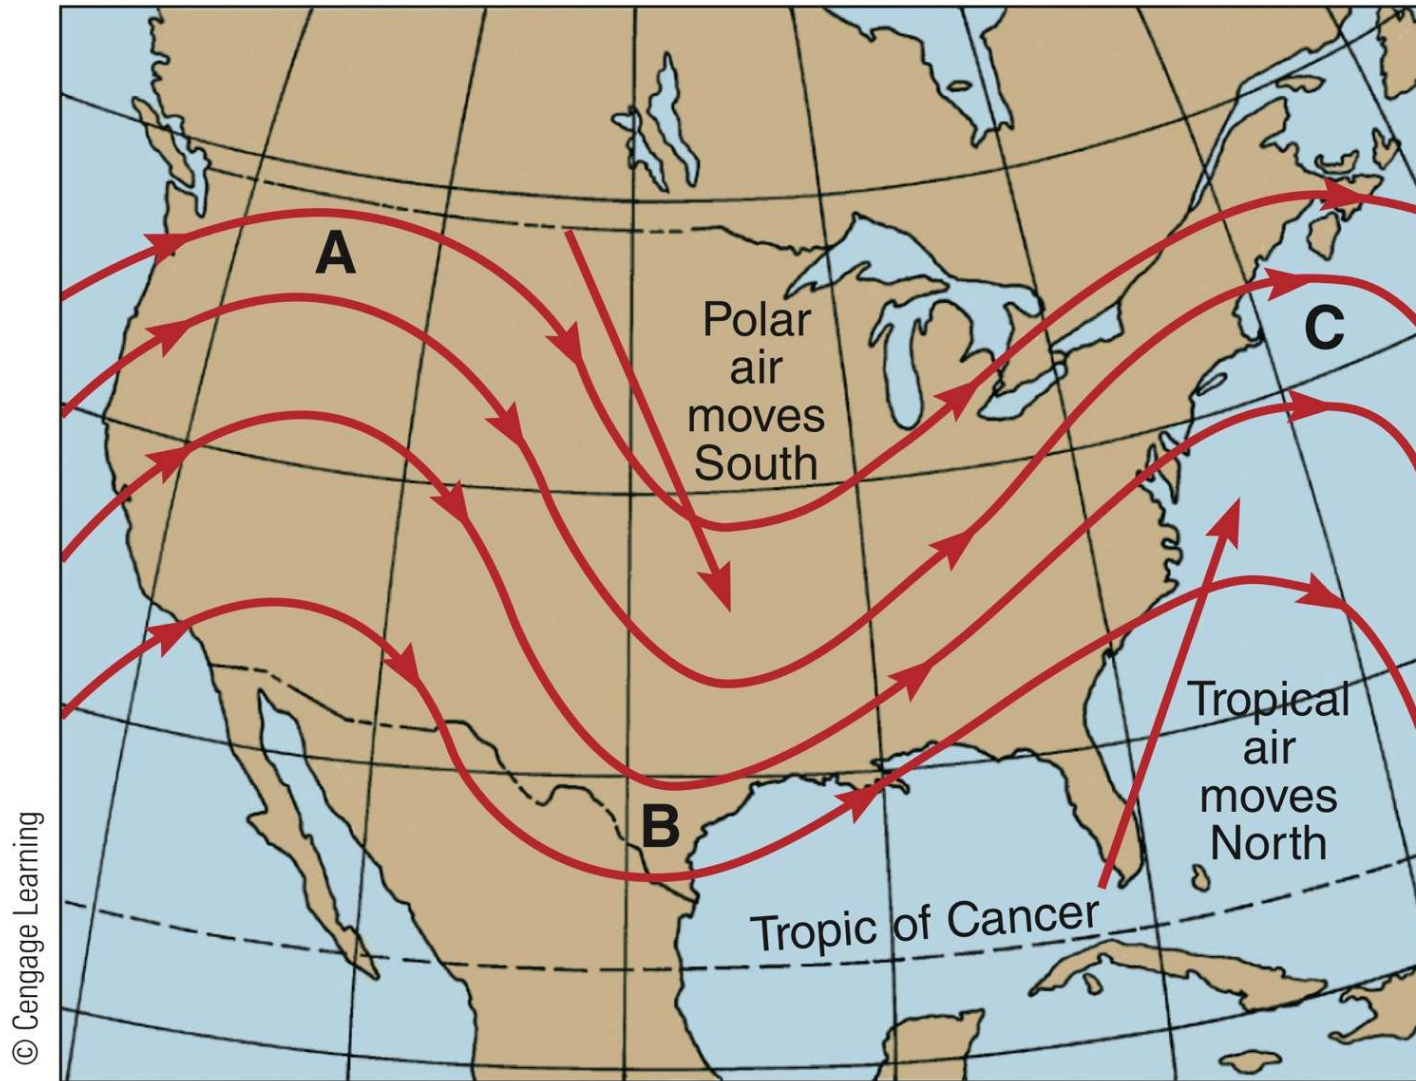 A
Polar
air
moves
South
C
Tropical
air
moves
North
B
Tropic of Cancer
© Cengage Learning